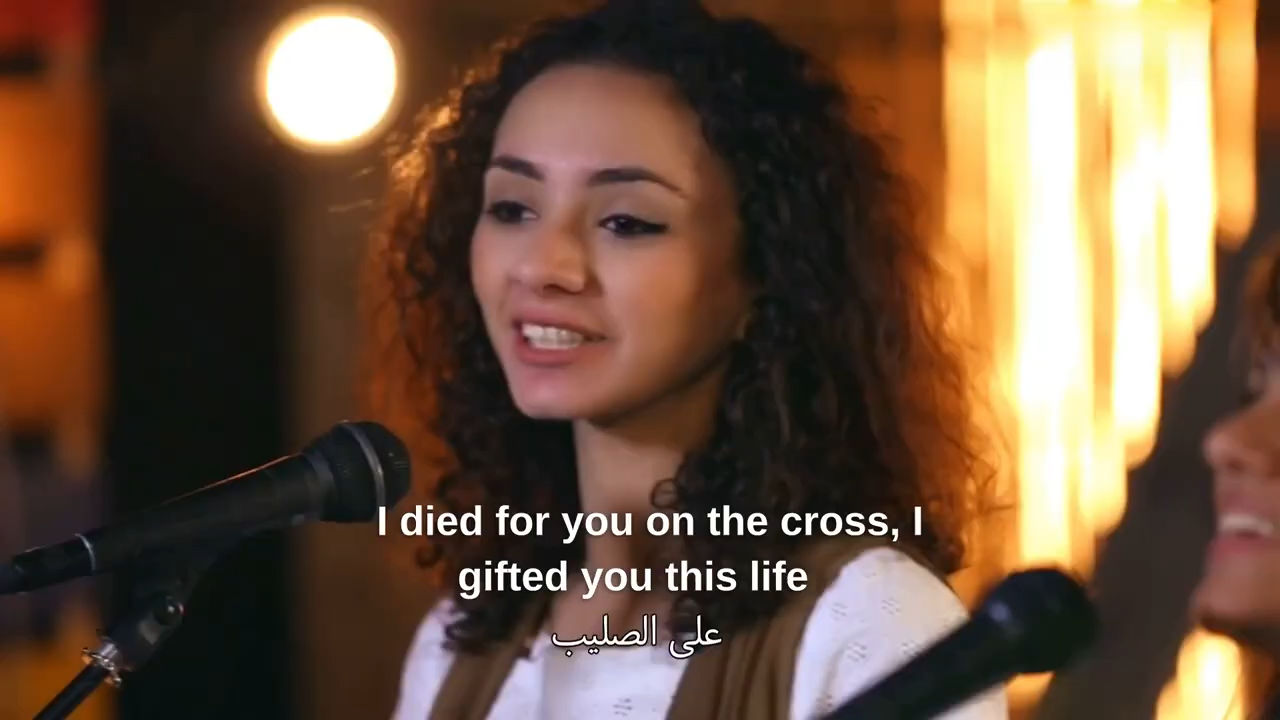 I died for you on the cross, I
gifted you this life
على الصليب